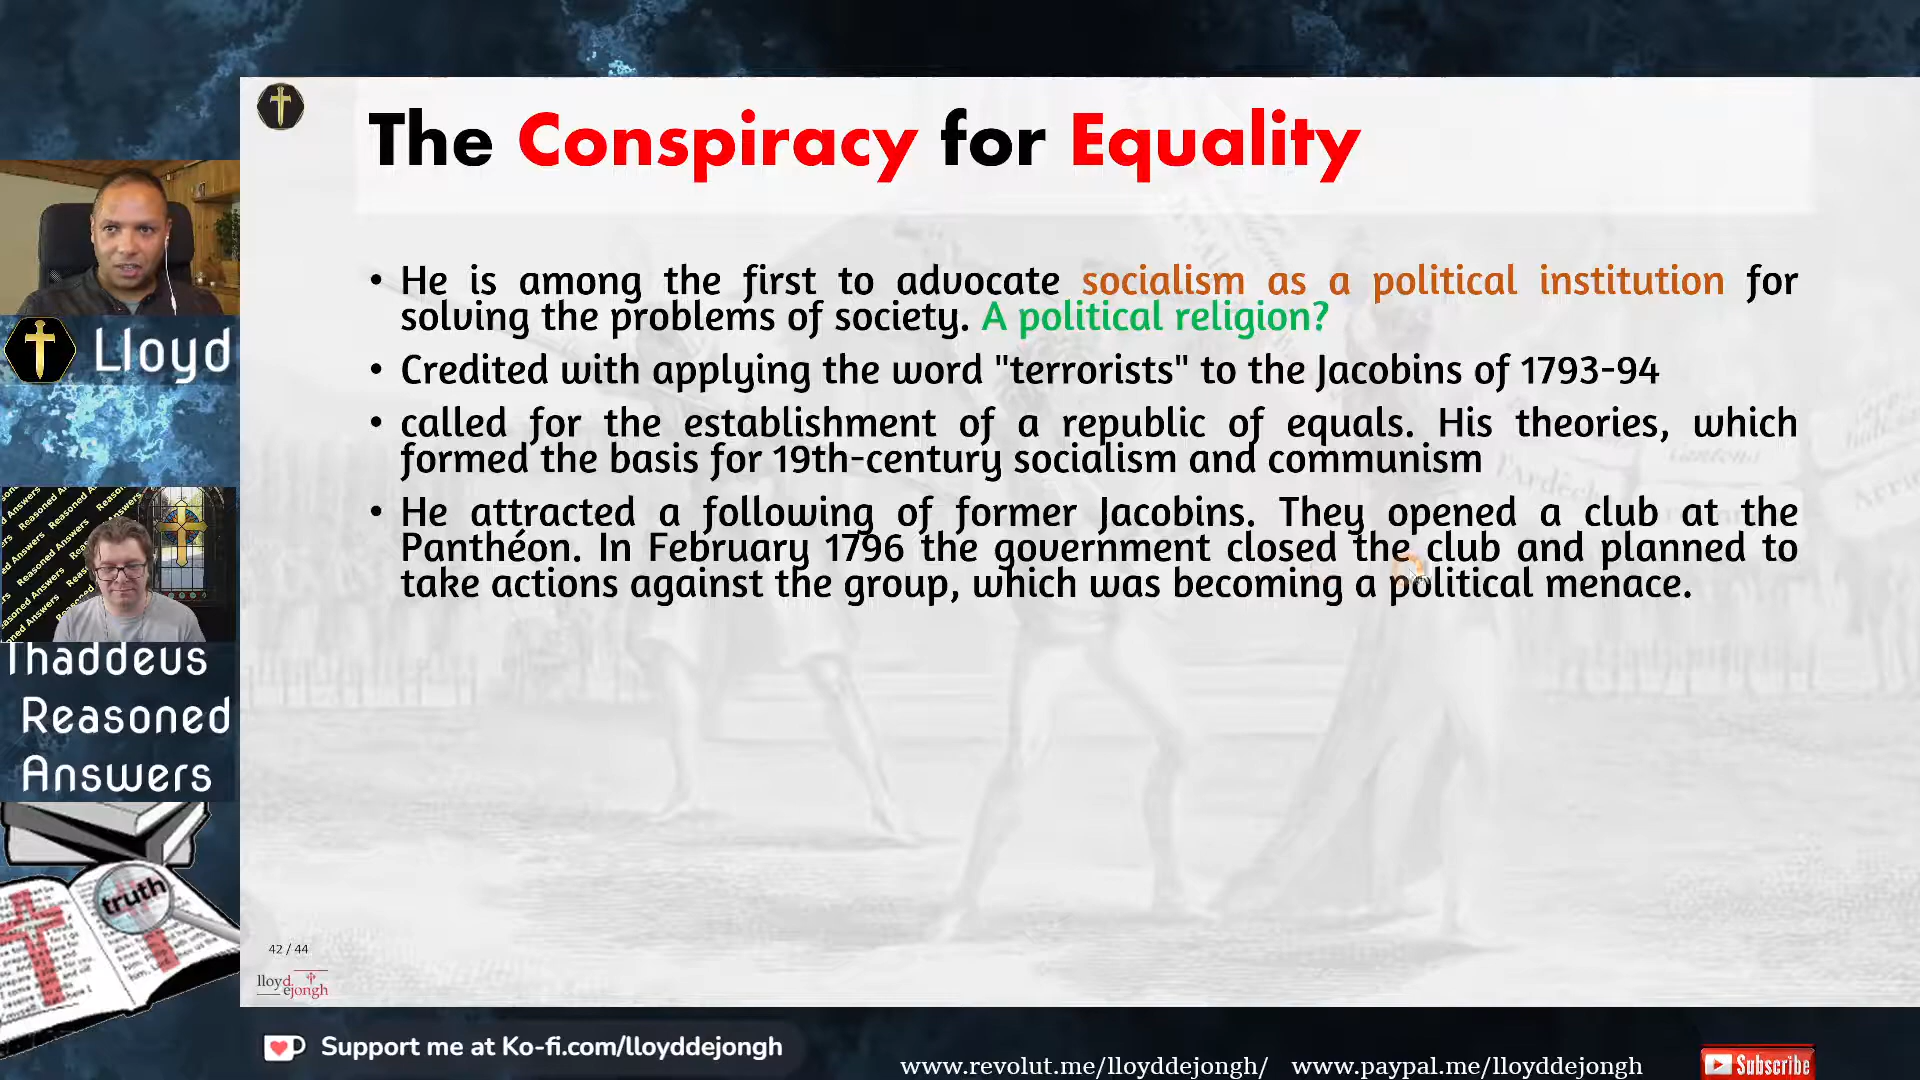 The Conspiracy for Equality
• He is among the first to advocate socialism as a political institution for
solving the problems of society. A political religion?
• Credited with applying the word "terrorists" to the Jacobins of 1793-94
• called for the establishment of a republic of equals. His theories, which
formed the basis for 19th-century socialism and communism
• He attracted a following of former Jacobins. They opened a club at the
Panthéon. In February 1796 the government closed the club and planned to
take actions against the group, which was becoming a political menace.
Lloyd
Thaddeus
Reasoned
Answers
truth
42 / 44
lloyd
dejongh
Support me at Ko-fi.com/lloyddejongh
www.revolut.me/lloyddejongh/ www.paypal.me/lloyddejongh
Subscribe